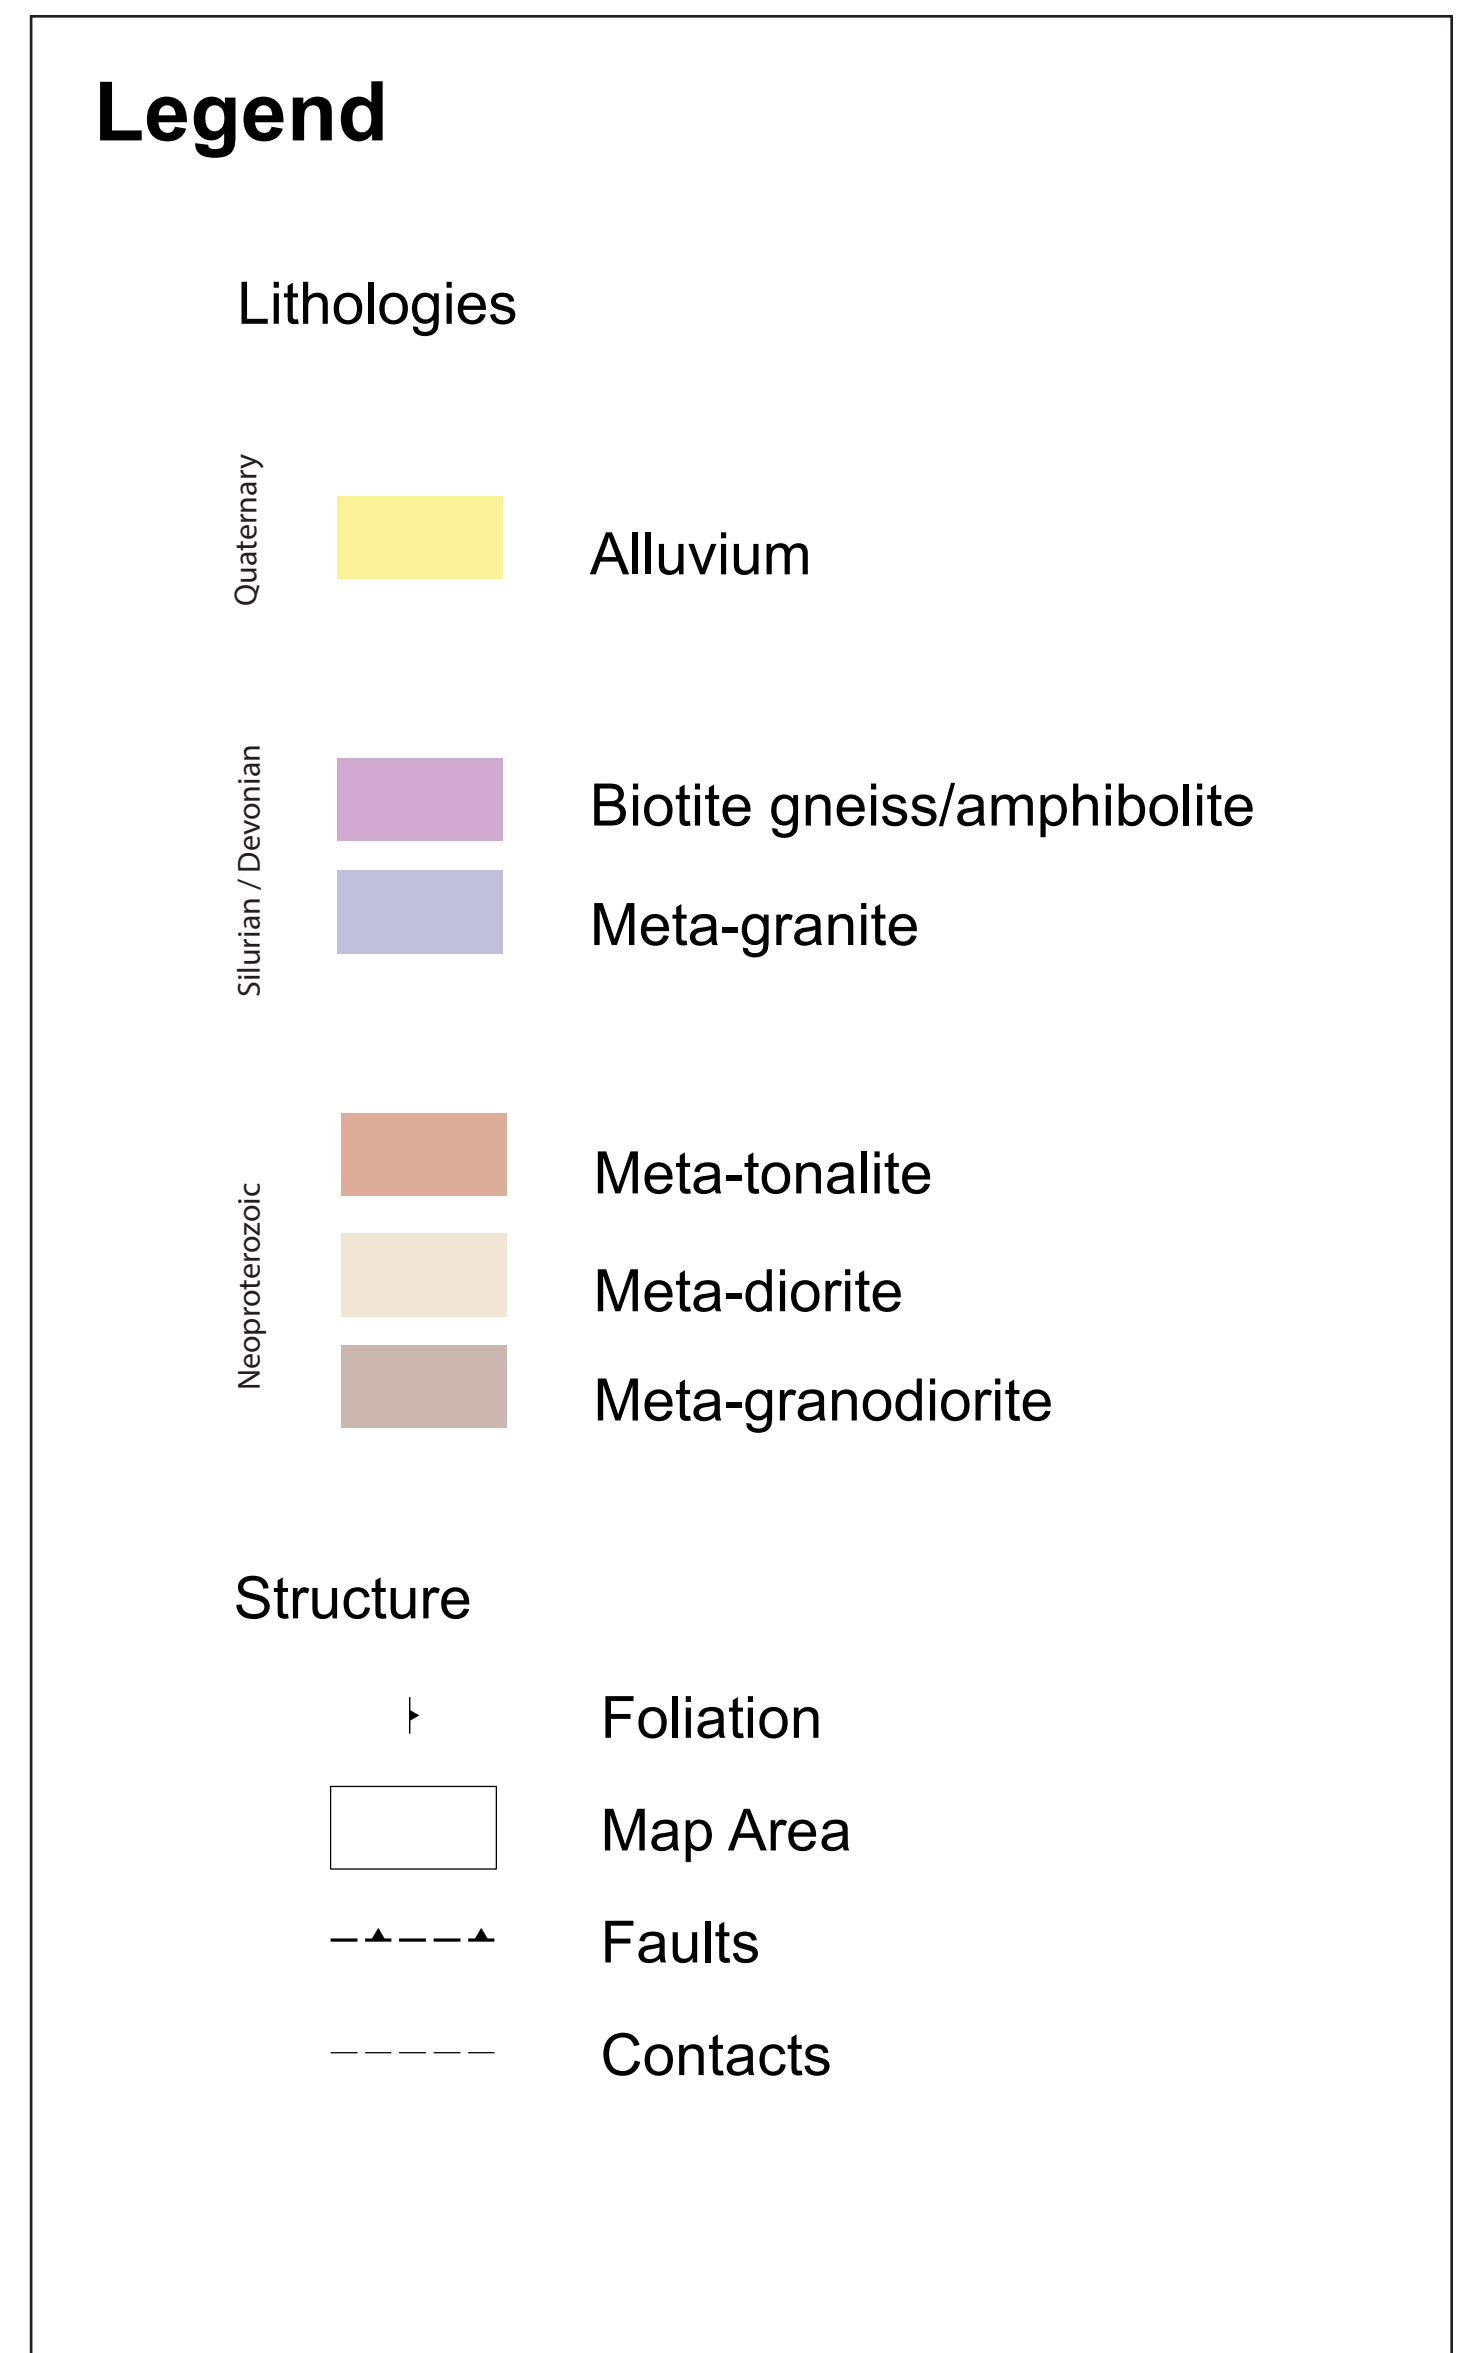 Legend
Lithologies
Quaternary
Alluvium
Silurian / Devonian
Biotite gneiss/amphibolite
Meta-granite
Neoproterozoic
Meta-tonalite
Meta-diorite
Meta-granodiorite
Structure
Foliation
Map Area
Faults
Contacts